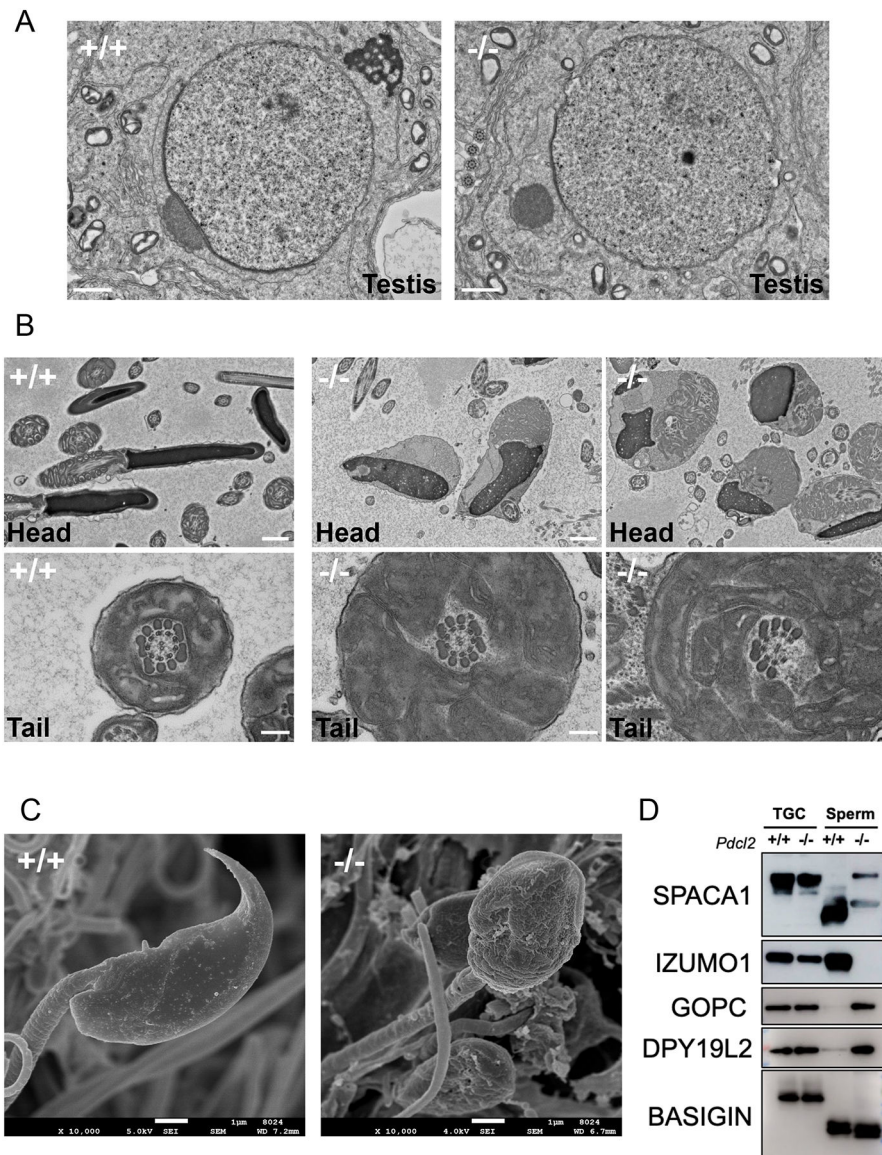 A
+/+
-/-
Testis
Testis
B
+/+
-/-
-/-
Head
Head
Head
+/+
-/-
-/-
Tail
Tail
Tail
C
D
+/+
-/-
TGC Sperm
Pdcl2 +/+ -/- +/+ -/-
SPACA1
IZUMO1
GOPC
DPY19L2
BASIGIN
1μm 8024
X 10,000 5.0kV SEI SEM WD 7.2mm
1μm 8024
X 10,000 4.0kV SEI SEM WD 6.7mm